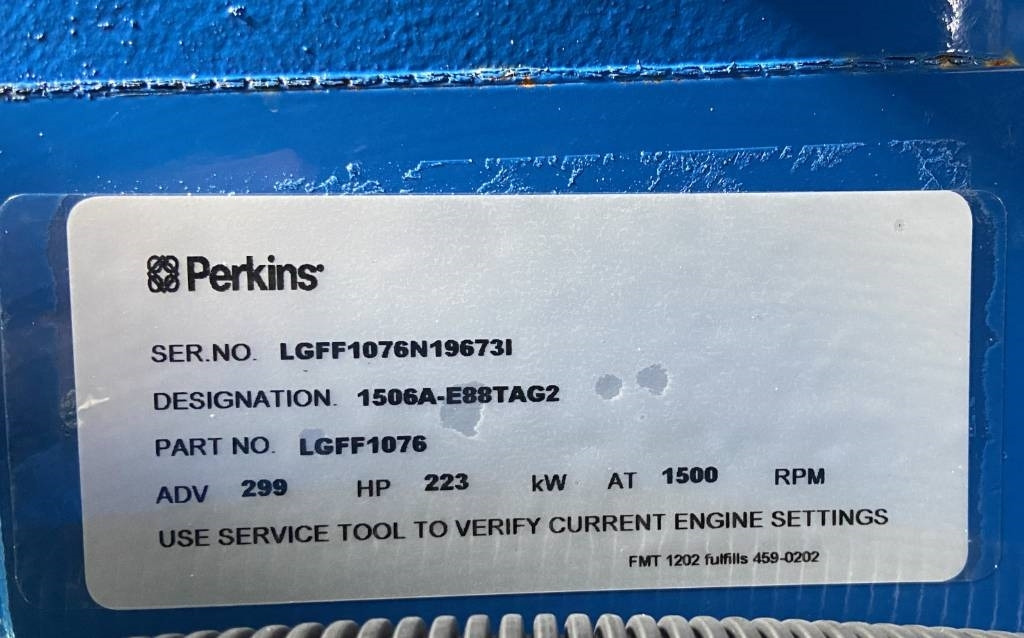 Perkins
SER.NO. LGFF1076N19673I
DESIGNATION. 1506A-E88TAG2
PART NO. LGFF1076
ADV 299 HP 223 kW AT 1500 RPM
USE SERVICE TOOL TO VERIFY CURRENT ENGINE SETTINGS
FMT 1202 fulfills 459-0202